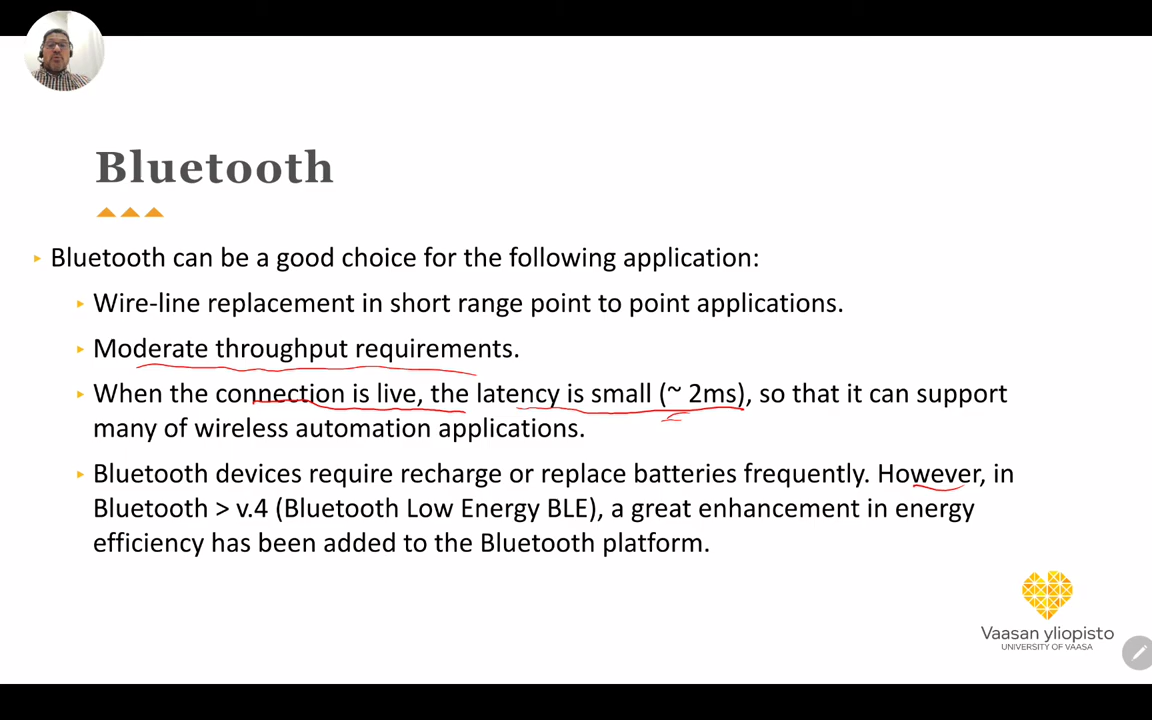 Bluetooth
Bluetooth can be a good choice for the following application:
Wire-line replacement in short range point to point applications.
Moderate throughput requirements.
When the connection is live, the latency is small (~ 2ms), so that it can support
many of wireless automation applications.
Bluetooth devices require recharge or replace batteries frequently. However, in
Bluetooth > v.4 (Bluetooth Low Energy BLE), a great enhancement in energy
efficiency has been added to the Bluetooth platform.
Vaasan yliopisto
UNIVERSITY OF VAASA